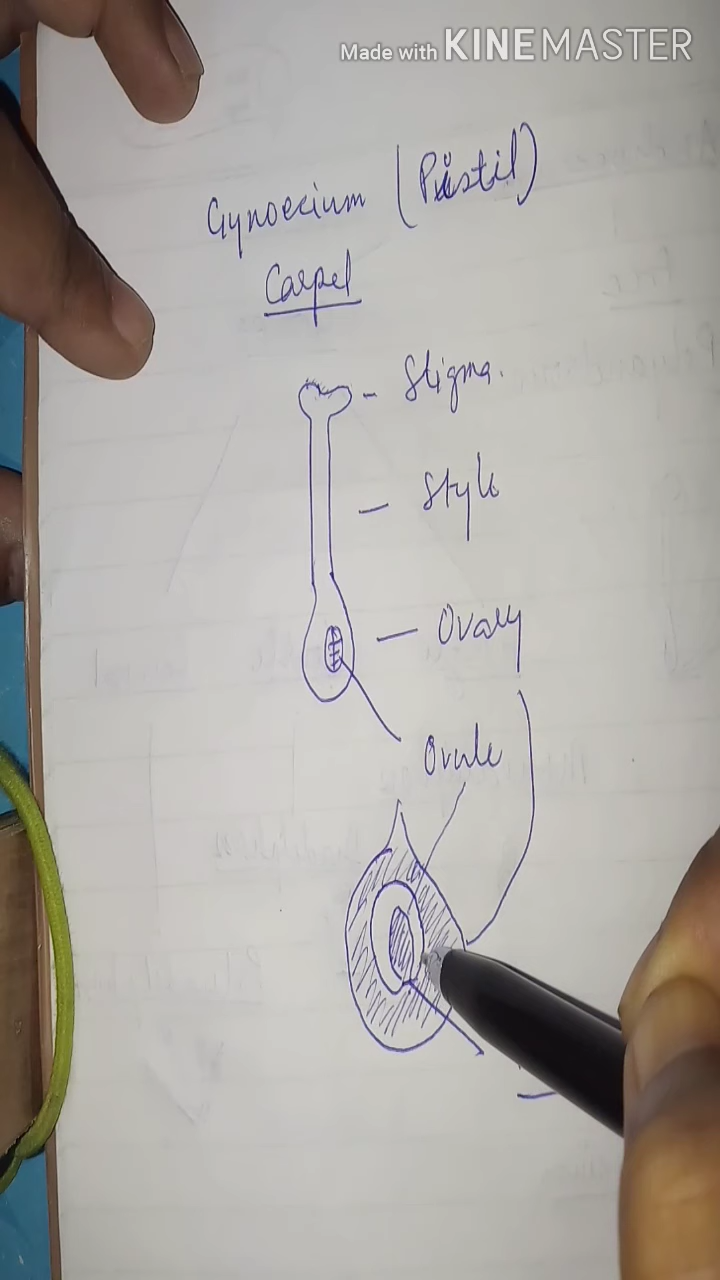 Made with KINEMASTER
Gynoecium (Pistil)
Carpel
Stigma.
Style
Ovary
Ovule